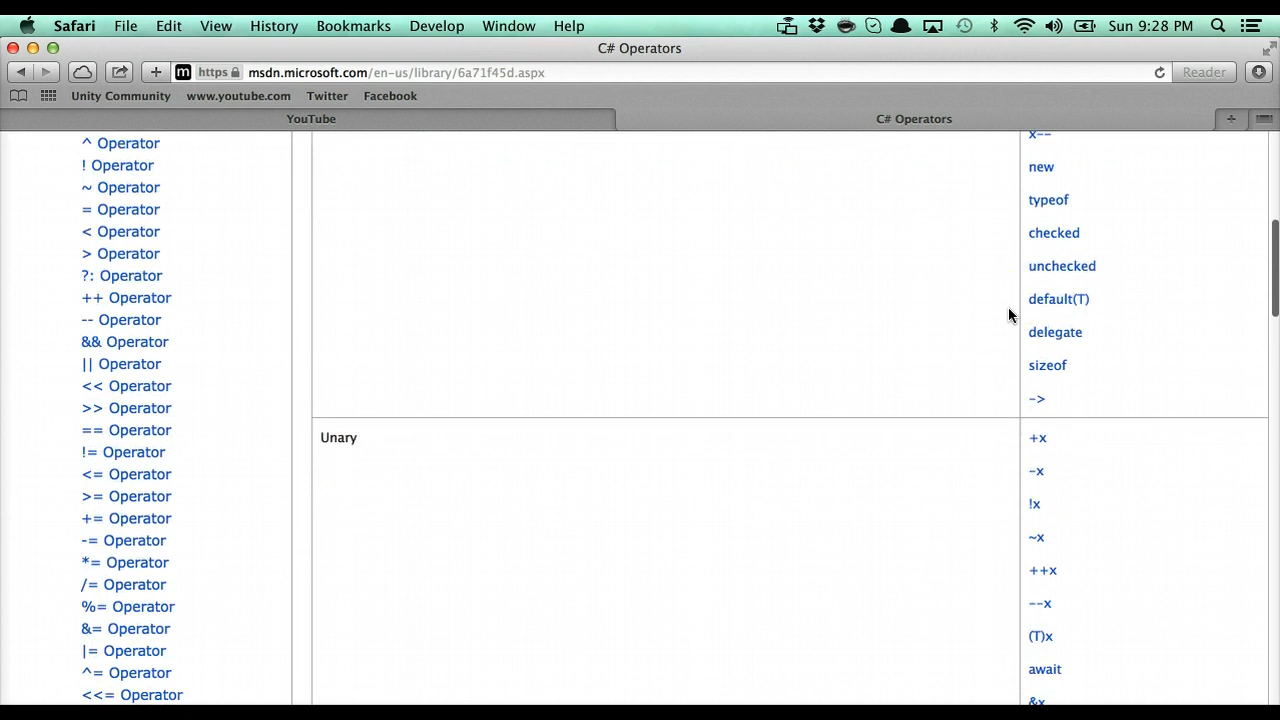 Safari File Edit View History Bookmarks Develop Window Help Sun 9:28 PM
C# Operators
m https msdn.microsoft.com/en-us/library/6a71f45d.aspx Reader
Unity Community www.youtube.com Twitter Facebook
YouTube C# Operators
^ Operator
! Operator
~ Operator
= Operator
< Operator
> Operator
?: Operator
++ Operator
-- Operator
&& Operator
|| Operator
<< Operator
>> Operator
== Operator
!= Operator
<= Operator
>= Operator
+= Operator
-= Operator
*= Operator
/= Operator
%= Operator
&= Operator
|= Operator
^= Operator
<<= Operator
x--
new
typeof
checked
unchecked
default(T)
delegate
sizeof
->
Unary
+x
-x
!x
~x
++x
--x
(T)x
await
&x